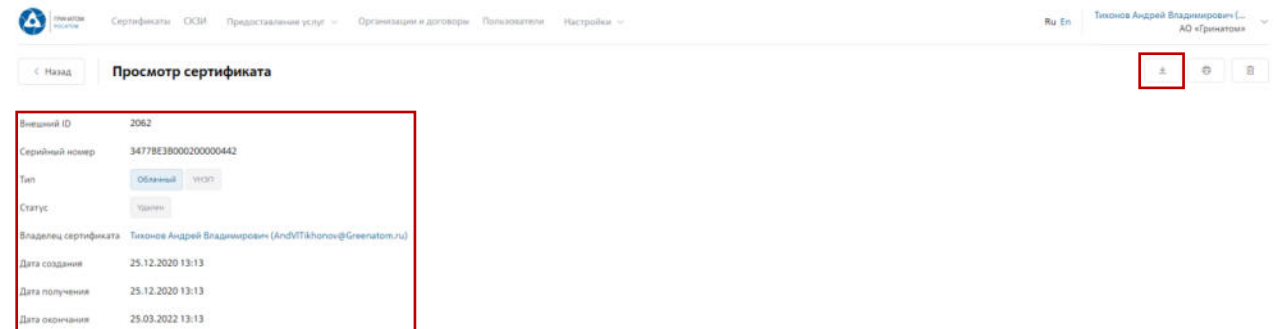 ГРИНАТОМ
РОСАТОМ
Сертификаты СКЗИ Предоставление услуг Организации и договоры Пользователи Настройки
Ru En
Тихонов Андрей Владимирович (...
АО «Гринатом»
< Назад
Просмотр сертификата
Внешний ID 2062
Серийный номер 3477BE3B000200000442
Тип Облачный УНЭП
Статус Удален
Владелец сертификата Тихонов Андрей Владимирович (AndVlTikhonov@Greenatom.ru)
Дата создания 25.12.2020 13:13
Дата получения 25.12.2020 13:13
Дата окончания 25.03.2022 13:13